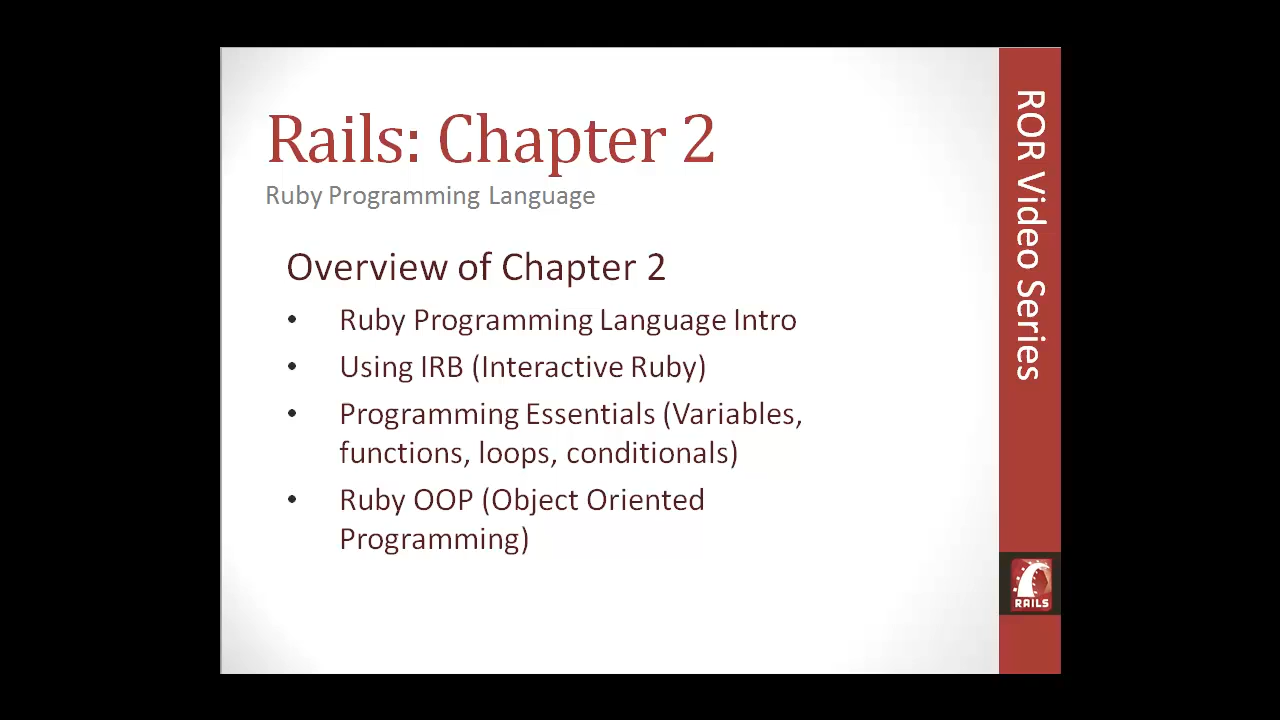 Rails: Chapter 2
Ruby Programming Language
Overview of Chapter 2
• Ruby Programming Language Intro
• Using IRB (Interactive Ruby)
• Programming Essentials (Variables,
functions, loops, conditionals)
• Ruby OOP (Object Oriented
Programming)
ROR Video Series
RAILS